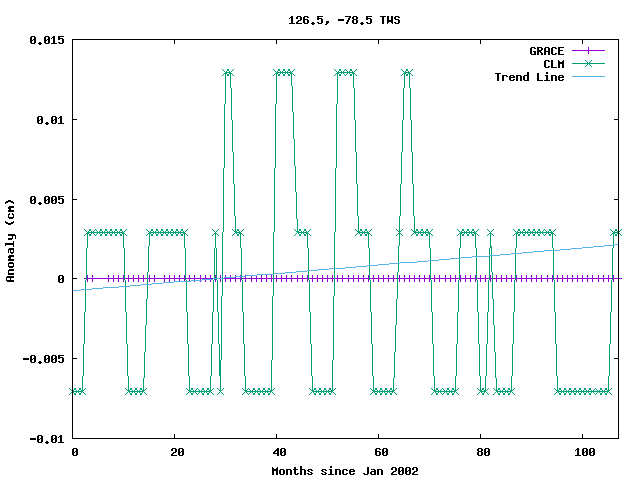 126.5, -78.5 TWS
0.015
0.01
0.005
0
-0.005
-0.01
Anomaly (cm)
GRACE
CLM
Trend Line
0 20 40 60 80 100
Months since Jan 2002